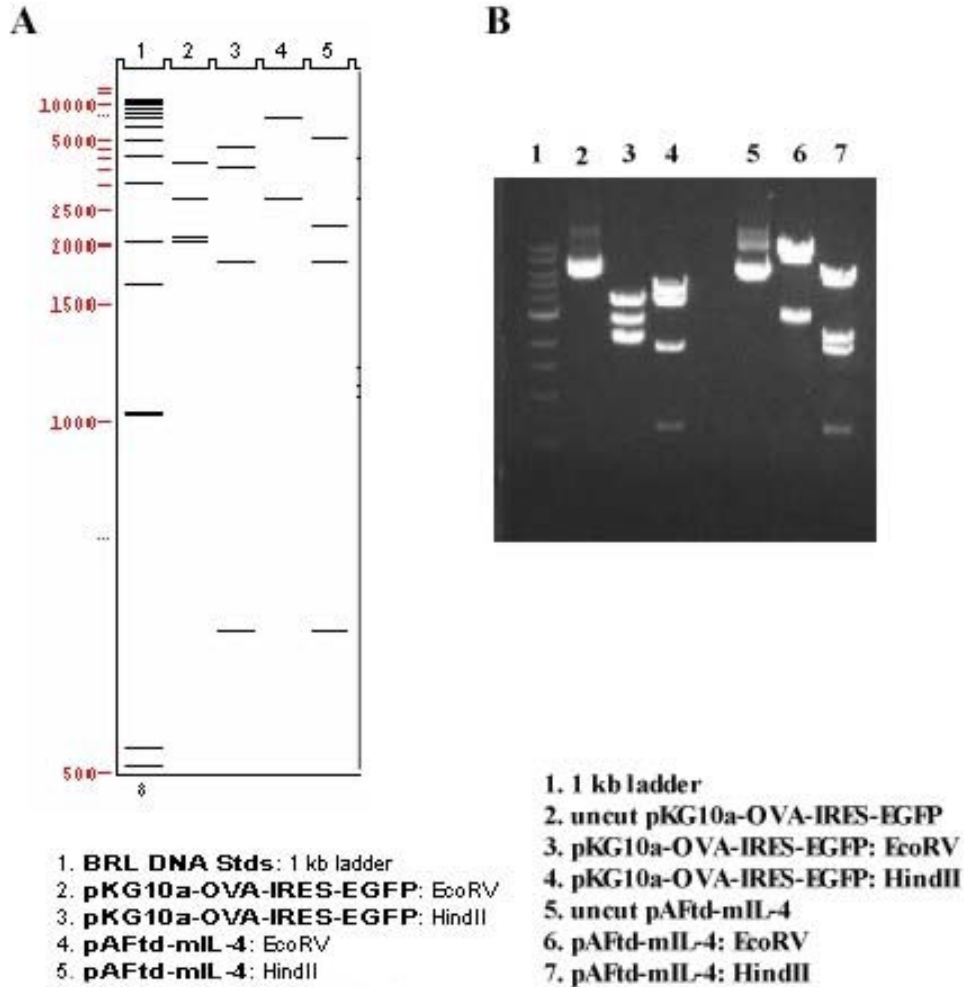 A
B
1 2 3 4 5
10000
5000
2500
2000
1500
1000
500
8
1. BRL DNA Stds: 1 kb ladder
2. pKG10a-OVA-IRES-EGFP: EcoRV
3. pKG10a-OVA-IRES-EGFP: HindII
4. pAFtd-mIL-4: EcoRV
5. pAFtd-mIL-4: HindII
1 2 3 4 5 6 7
1. 1 kb ladder
2. uncut pKG10a-OVA-IRES-EGFP
3. pKG10a-OVA-IRES-EGFP: EcoRV
4. pKG10a-OVA-IRES-EGFP: HindII
5. uncut pAFtd-mIL-4
6. pAFtd-mIL-4: EcoRV
7. pAFtd-mIL-4: HindII